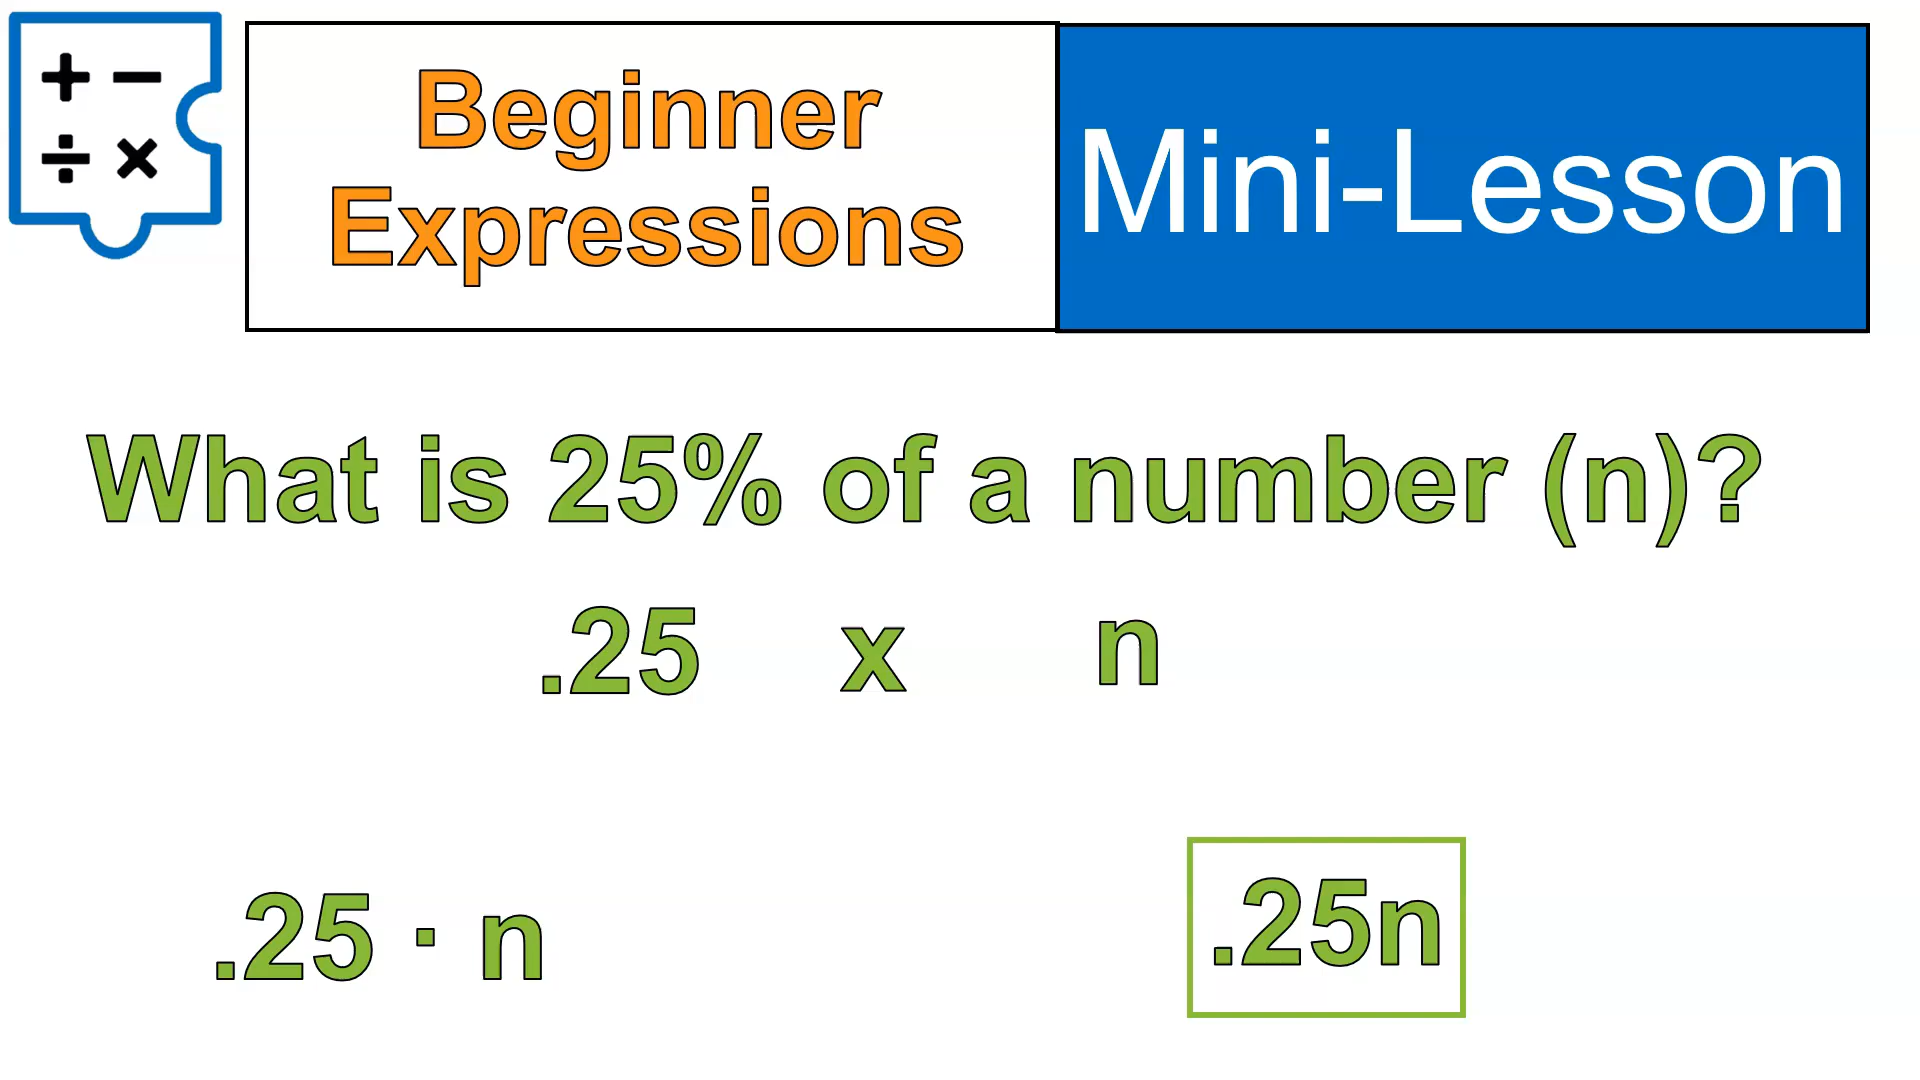 + −
÷ ×
Beginner
Expressions
Mini-Lesson
What is 25% of a number (n)?
.25 x n
.25 · n
.25n